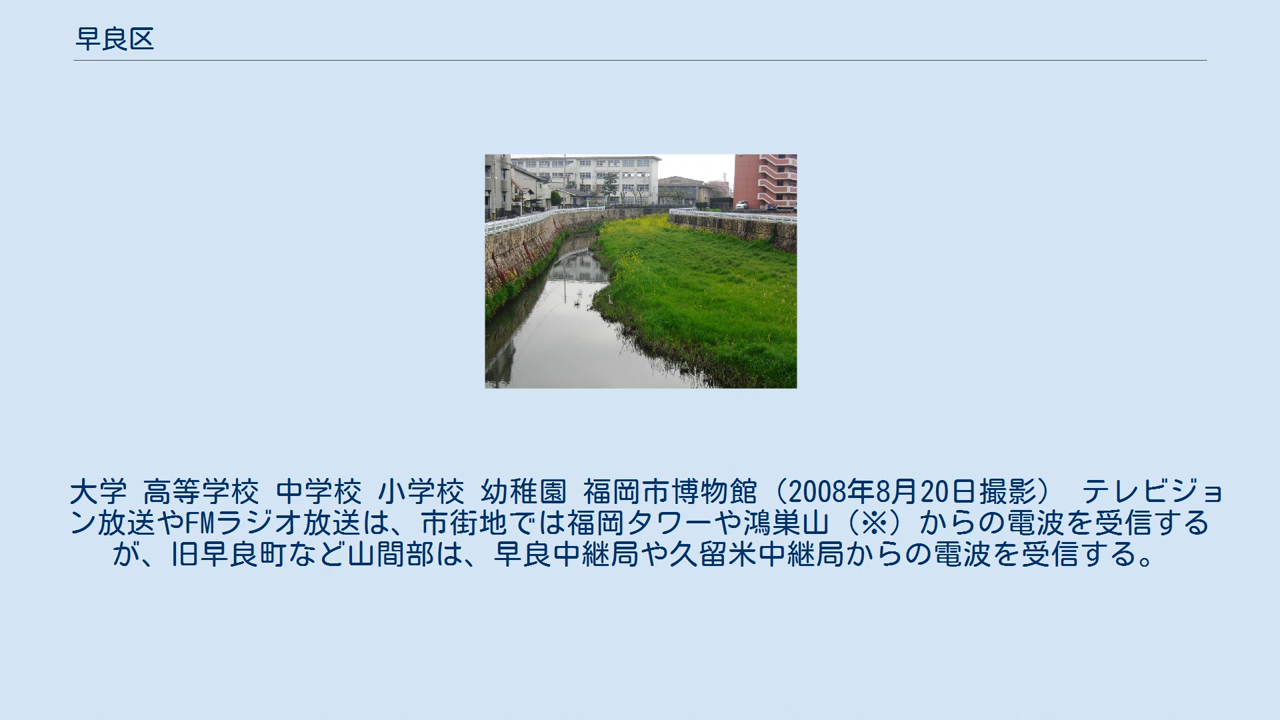 早良区
大学 高等学校 中学校 小学校 幼稚園 福岡市博物館（2008年8月20日撮影） テレビジョ
ン放送やFMラジオ放送は、市街地では福岡タワーや鴻巣山（※）からの電波を受信する
が、旧早良町など山間部は、早良中継局や久留米中継局からの電波を受信する。